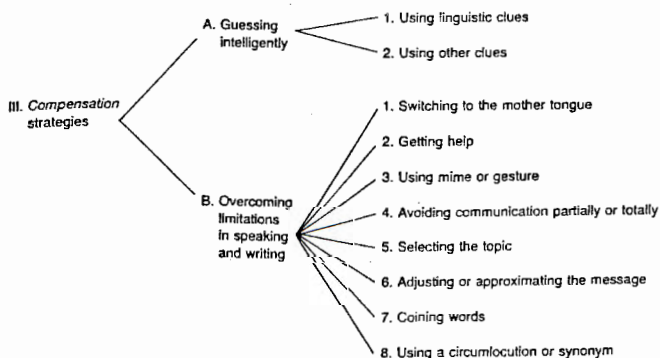 A. Guessing
intelligently
1. Using linguistic clues
2. Using other clues
III. Compensation
strategies
B. Overcoming
limitations
in speaking
and writing
1. Switching to the mother tongue
2. Getting help
3. Using mime or gesture
4. Avoiding communication partially or totally
5. Selecting the topic
6. Adjusting or approximating the message
7. Coining words
8. Using a circumlocution or synonym